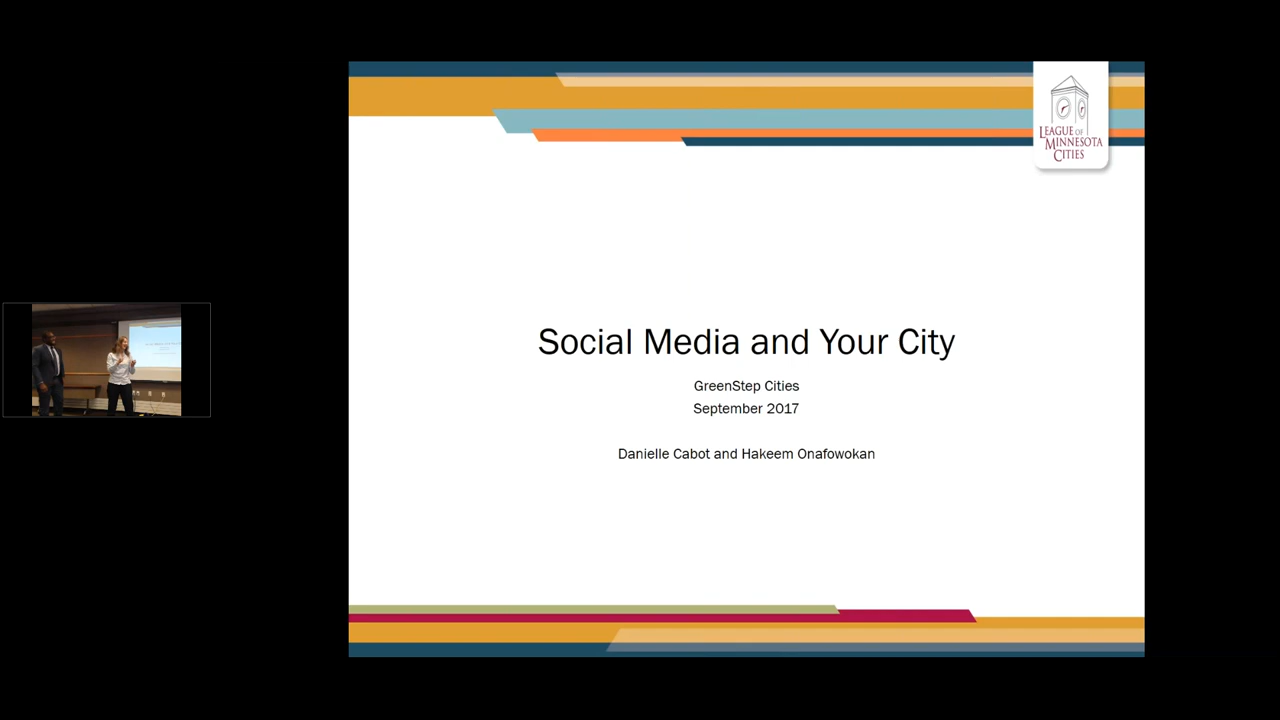 LEAGUE OF
MINNESOTA
CITIES
Social Media and Your City
GreenStep Cities
September 2017
Danielle Cabot and Hakeem Onafowokan